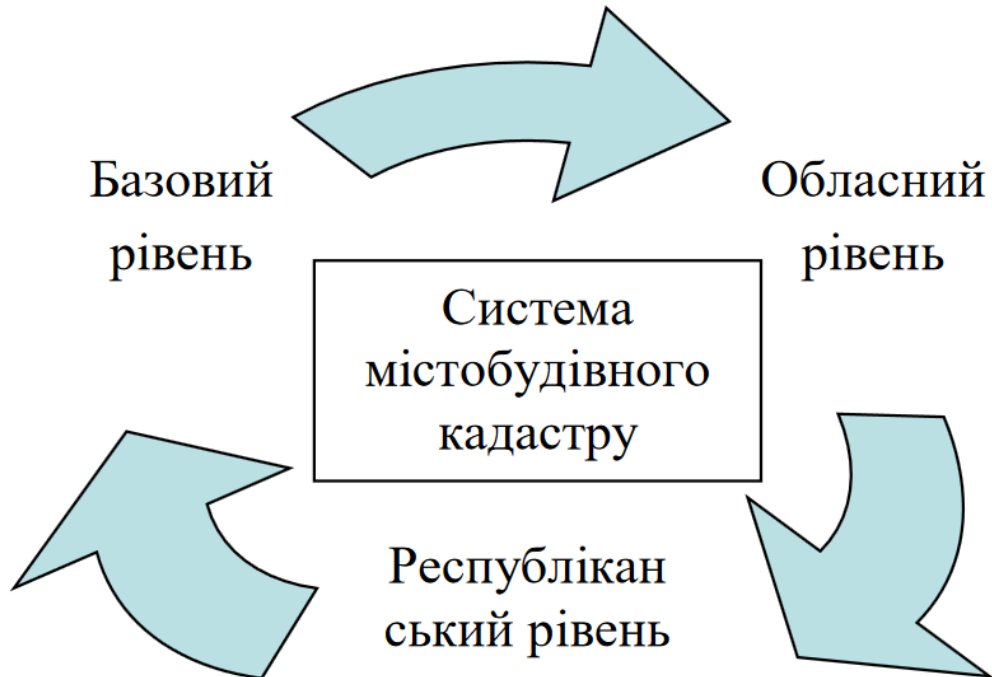 Базовий
рівень
Обласний
рівень
Система
містобудівного
кадастру
Республікан
ський рівень